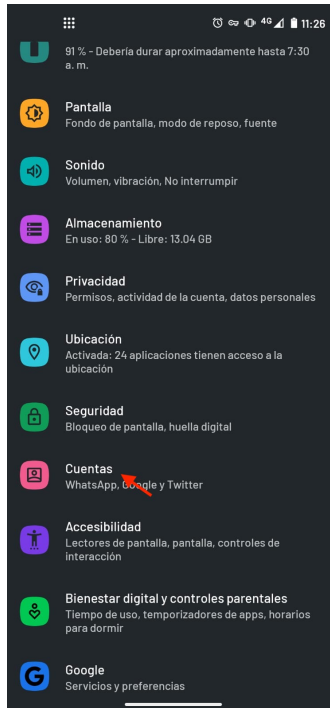 4G 11:26
91 % - Debería durar aproximadamente hasta 7:30
a. m.
Pantalla
Fondo de pantalla, modo de reposo, fuente
Sonido
Volumen, vibración, No interrumpir
Almacenamiento
En uso: 80 % - Libre: 13.04 GB
Privacidad
Permisos, actividad de la cuenta, datos personales
Ubicación
Activada: 24 aplicaciones tienen acceso a la
ubicación
Seguridad
Bloqueo de pantalla, huella digital
Cuentas
WhatsApp, Google y Twitter
Accesibilidad
Lectores de pantalla, pantalla, controles de
interacción
Bienestar digital y controles parentales
Tiempo de uso, temporizadores de apps, horarios
para dormir
G
Google
Servicios y preferencias